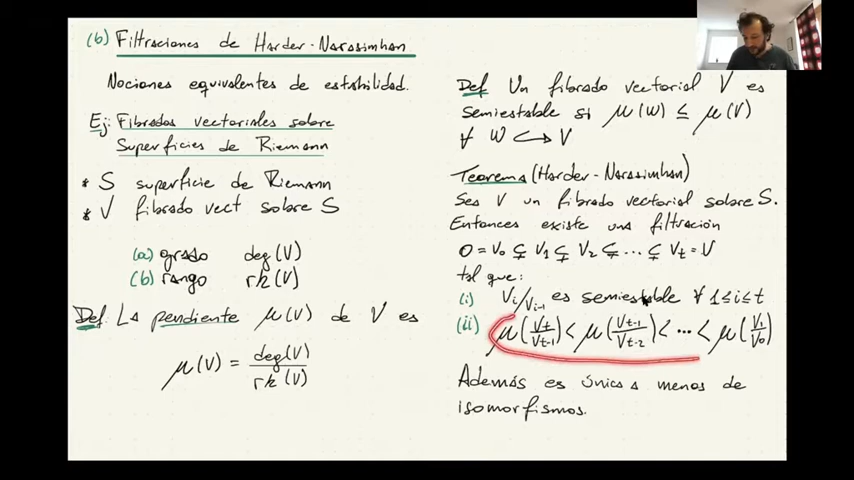 (b) Filtraciones de Harder-Narasimhan
Nociones equivalentes de estabilidad.
Ej: Fibrados vectoriales sobre
Superficies de Riemann
* S superficie de Riemann
* V fibrado vect sobre S
(a) grado deg(V)
(b) rango rk(V)
Def La pendiente μ(V) de V es
μ(V) = deg(V) / rk(V)
Def Un fibrado vectorial V es
semiestable si μ(W) ≤ μ(V)
∀ W ↪ V
Teorema (Harder-Narasimhan)
Sea V un fibrado vectorial sobre S.
Entonces existe una filtración
0 = V₀ ⊊ V₁ ⊊ V₂ ⊊ ... ⊊ Vt = V
tal que:
(i) Vi/Vi-1 es semiestable ∀ 1≤i≤t
(ii) μ(Vt/Vt-1) < μ(Vt-1/Vt-2) < ... < μ(V₁/V₀)
Además es única a menos de
isomorfismos.